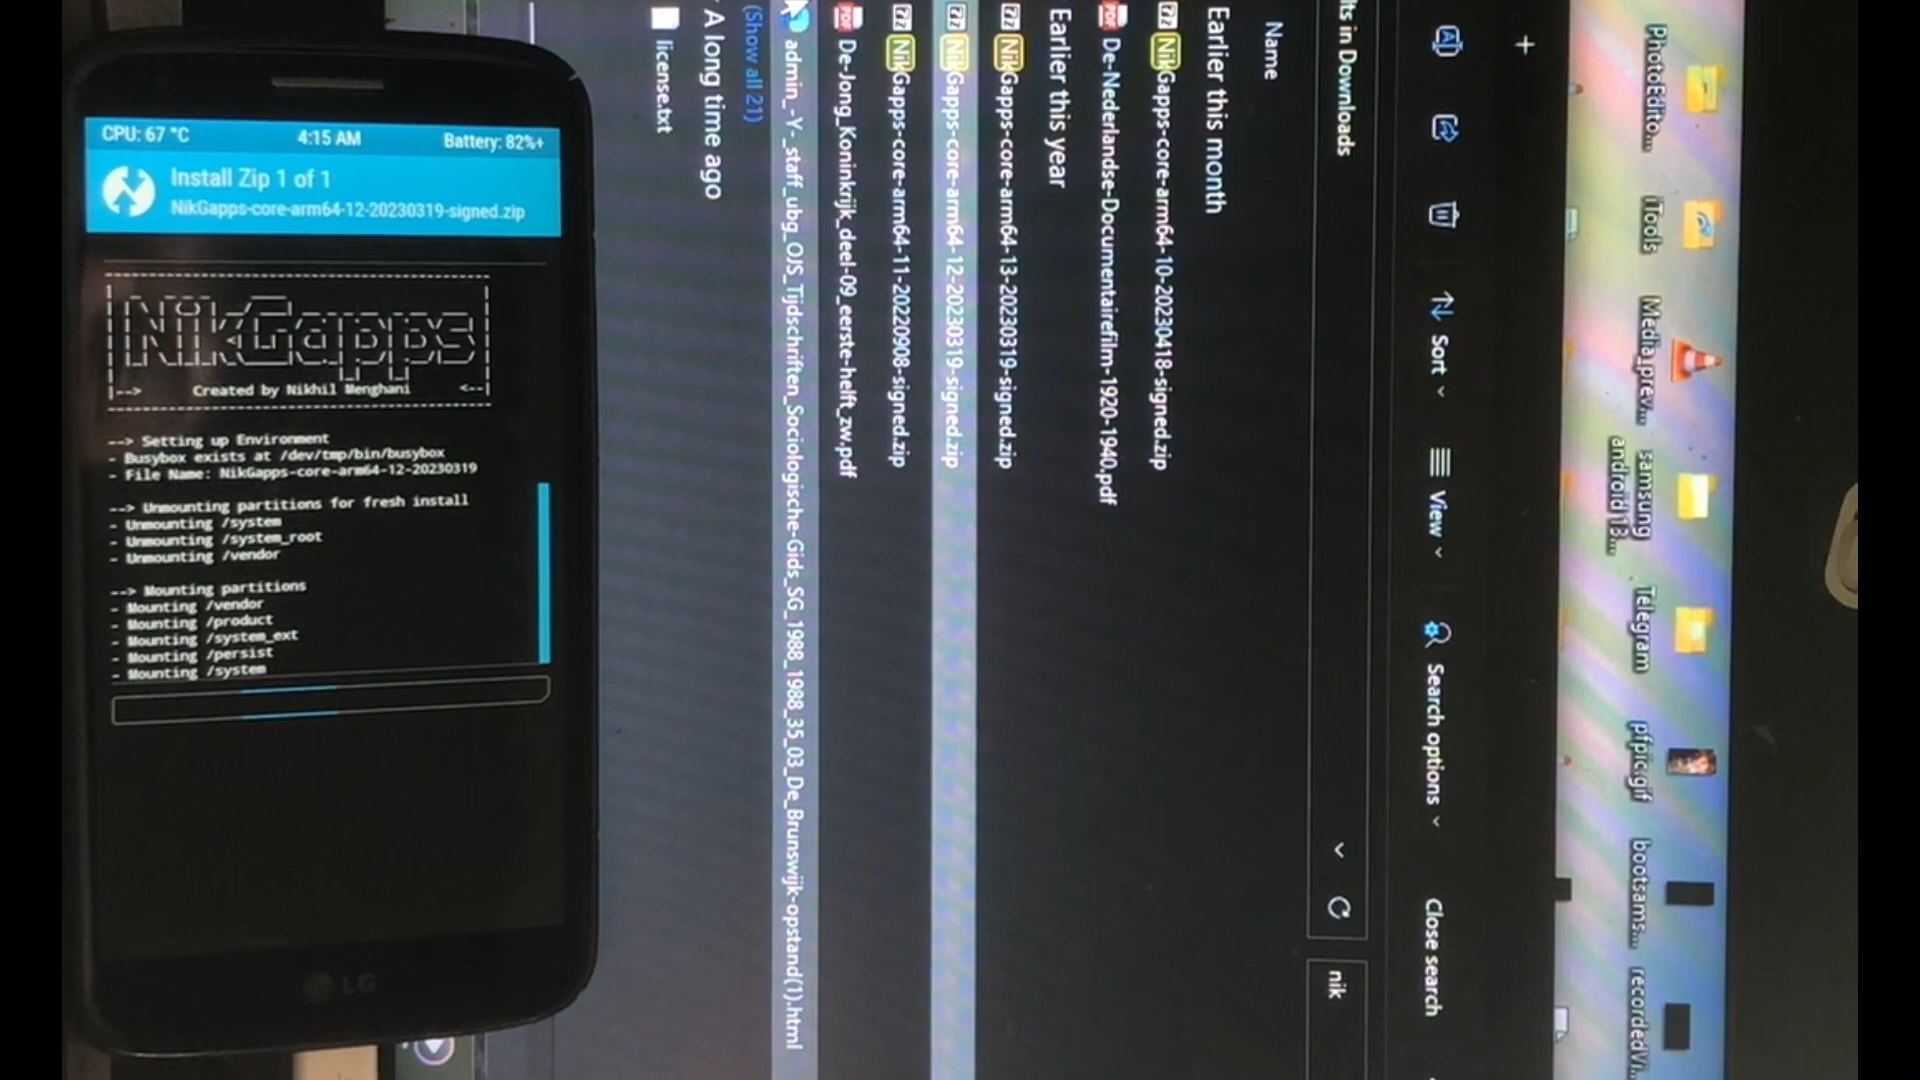 CPU: 67 °C
4:15 AM
Battery: 82%+
Install Zip 1 of 1
NikGapps-core-arm64-12-20230319-signed.zip
NikGapps
|--> Created by Nikhil Menghani <--|
--> Setting up Environment
- Busybox exists at /dev/tmp/bin/busybox
- File Name: NikGapps-core-arm64-12-20230319
--> Unmounting partitions for fresh install
- Unmounting /system
- Unmounting /system_root
- Unmounting /vendor
--> Mounting partitions
- Mounting /vendor
- Mounting /product
- Mounting /system_ext
- Mounting /persist
- Mounting /system
LG
PhotoEdito...
iTools
Media_prev...
samsung
android 13...
Telegram
pfpic.gif
bootsams...
recordedVi...
Sort
View
Search options
Close search
lts in Downloads
nik
Name
Earlier this month
NikGapps-core-arm64-10-20230418-signed.zip
De-Nederlandse-Documentairefilm-1920-1940.pdf
Earlier this year
NikGapps-core-arm64-13-20230319-signed.zip
NikGapps-core-arm64-12-20230319-signed.zip
NikGapps-core-arm64-11-20220908-signed.zip
De-Jong_Koninkrijk_deel-09_eerste-helft_zw.pdf
admin_-Y-_staff_ubg_OJS_Tijdschriften_Sociologische-Gids_SG_1988_1988_35_03_De_Brunswijk-opstand(1).html
(Show all 21)
A long time ago
license.txt